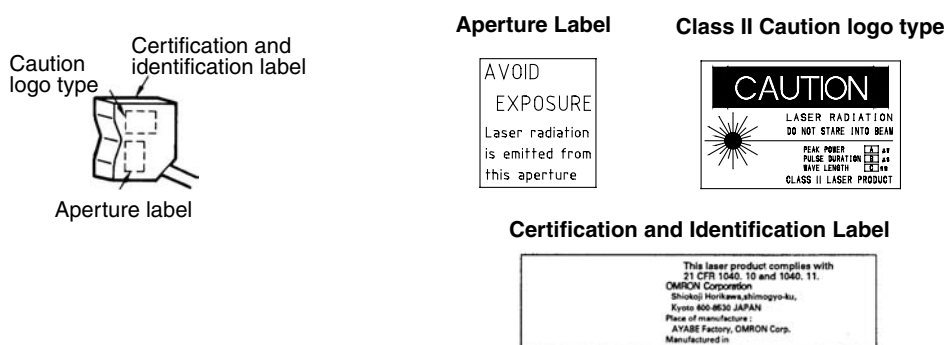 Certification and
identification label
Caution
logo type
Aperture label
Aperture Label
AVOID
EXPOSURE
Laser radiation
is emitted from
this aperture
Class II Caution logo type
CAUTION
LASER RADIATION
DO NOT STARE INTO BEAM
PEAK POWER A
PULSE DURATION B
WAVE LENGTH C
CLASS II LASER PRODUCT
Certification and Identification Label
This laser product complies with
21 CFR 1040. 10 and 1040. 11.
OMRON Corporation
Shiokoji Horikawa,shimogyo-ku,
Kyoto 600-8530 JAPAN
Place of manufacture :
AYABE Factory, OMRON Corp.
Manufactured in